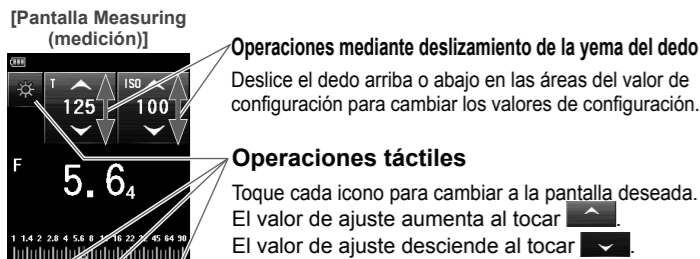 [Pantalla Measuring
(medición)]
Operaciones mediante deslizamiento de la yema del dedo
T
ISO
125
100
Deslice el dedo arriba o abajo en las áreas del valor de
configuración para cambiar los valores de configuración.
Operaciones táctiles
F
5.64
Toque cada icono para cambiar a la pantalla deseada.
El valor de ajuste aumenta al tocar .
El valor de ajuste desciende al tocar .
1 1.4 2 2.8 4 5.6 8 11 16 22 32 45 64 90